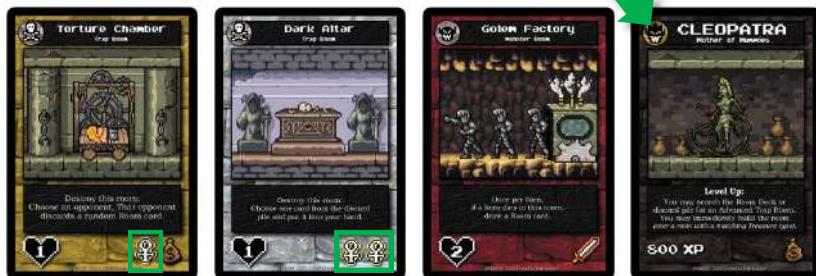 Torture Chamber
Trap Room
Destroy this room:
Choose an opponent. That opponent
discards a random Room card.
1
Dark Altar
Trap Room
Destroy this room:
Choose one card from the discard
pile and put it into your hand.
1
Golem Factory
Monster Room
Once per turn,
if a hero dies in this room,
draw a Room card.
2
CLEOPATRA
Mother of Mummies
Level Up:
You may search the Room Deck or
discard pile for an Advanced Trap Room.
You may immediately build the room
over a room with a matching Treasure type.
800 XP